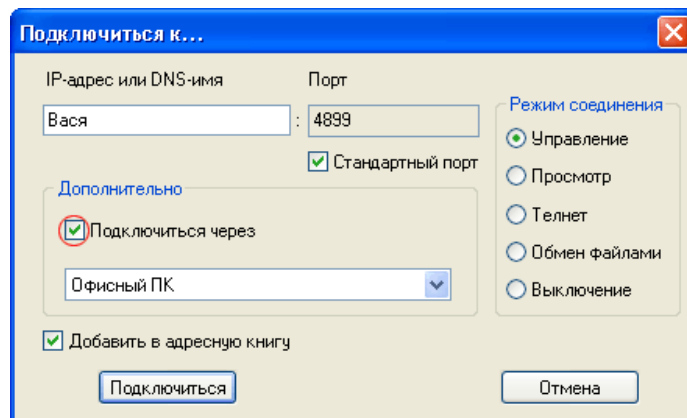 Подключиться к...
IP-адрес или DNS-имя
Порт
Вася
:
4899
Стандартный порт
Дополнительно
Подключиться через
Офисный ПК
Добавить в адресную книгу
Режим соединения
Управление
Просмотр
Телнет
Обмен файлами
Выключение
Подключиться
Отмена